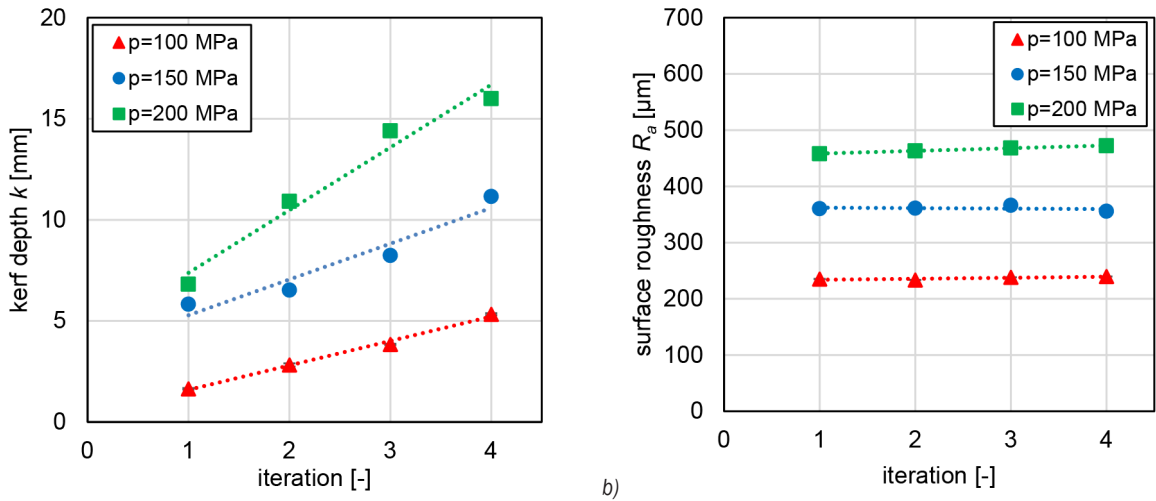 20
15
10
5
0
kerf depth k [mm]
p=100 MPa
p=150 MPa
p=200 MPa
0 1 2 3 4
iteration [-]
b)
700
600
500
400
300
200
100
0
surface roughness Ra [µm]
p=100 MPa
p=150 MPa
p=200 MPa
0 1 2 3 4
iteration [-]